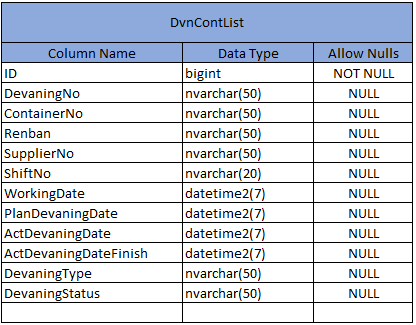 DvnContList
Column Name Data Type Allow Nulls
ID bigint NOT NULL
DevaningNo nvarchar(50) NULL
ContainerNo nvarchar(50) NULL
Renban nvarchar(50) NULL
SupplierNo nvarchar(50) NULL
ShiftNo nvarchar(20) NULL
WorkingDate datetime2(7) NULL
PlanDevaningDate datetime2(7) NULL
ActDevaningDate datetime2(7) NULL
ActDevaningDateFinish datetime2(7) NULL
DevaningType nvarchar(50) NULL
DevaningStatus nvarchar(50) NULL